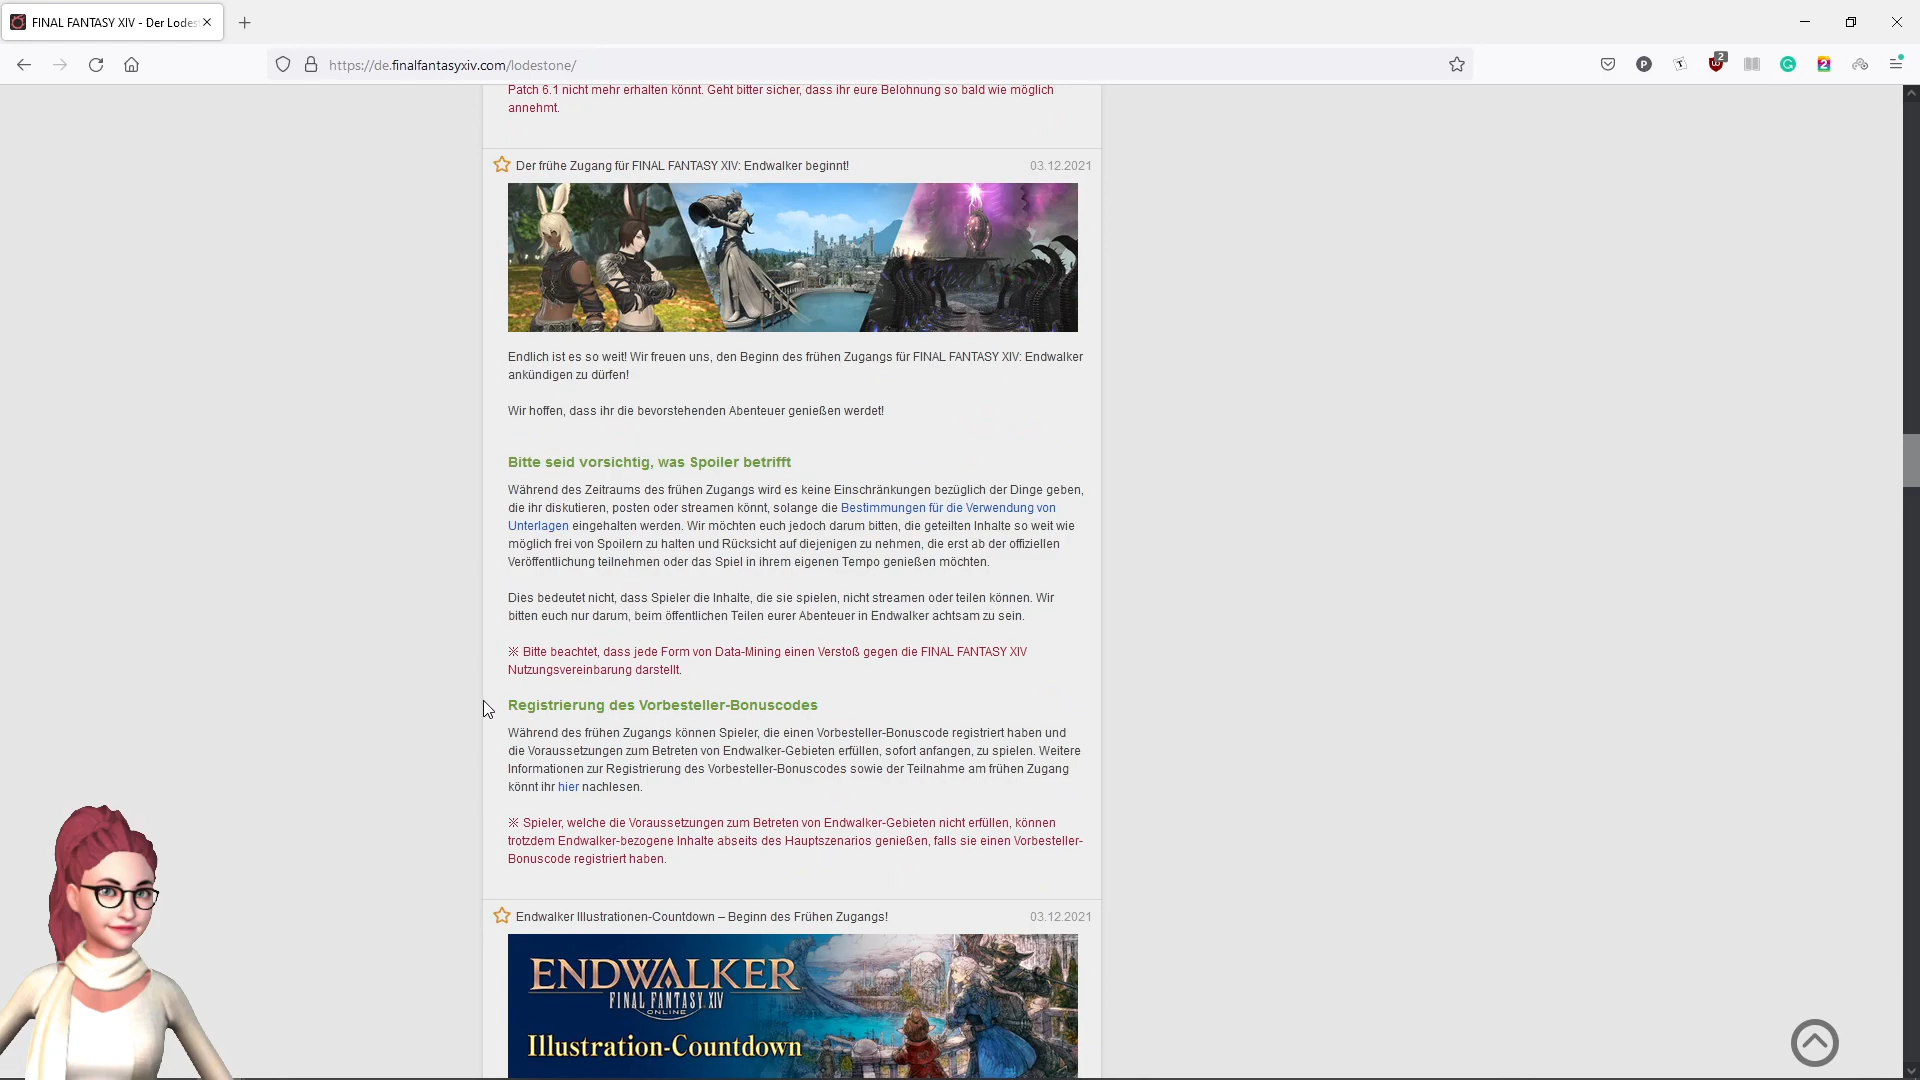 FINAL FANTASY XIV - Der Lodes
https://de.finalfantasyxiv.com/lodestone/
P
T
2
2
Patch 6.1 nicht mehr erhalten könnt. Geht bitter sicher, dass ihr eure Belohnung so bald wie möglich
annehmt.
Der frühe Zugang für FINAL FANTASY XIV: Endwalker beginnt!
03.12.2021
Endlich ist es so weit! Wir freuen uns, den Beginn des frühen Zugangs für FINAL FANTASY XIV: Endwalker
ankündigen zu dürfen!
Wir hoffen, dass ihr die bevorstehenden Abenteuer genießen werdet!
Bitte seid vorsichtig, was Spoiler betrifft
Während des Zeitraums des frühen Zugangs wird es keine Einschränkungen bezüglich der Dinge geben,
die ihr diskutieren, posten oder streamen könnt, solange die Bestimmungen für die Verwendung von
Unterlagen eingehalten werden. Wir möchten euch jedoch darum bitten, die geteilten Inhalte so weit wie
möglich frei von Spoilern zu halten und Rücksicht auf diejenigen zu nehmen, die erst ab der offiziellen
Veröffentlichung teilnehmen oder das Spiel in ihrem eigenen Tempo genießen möchten.
Dies bedeutet nicht, dass Spieler die Inhalte, die sie spielen, nicht streamen oder teilen können. Wir
bitten euch nur darum, beim öffentlichen Teilen eurer Abenteuer in Endwalker achtsam zu sein.
※ Bitte beachtet, dass jede Form von Data-Mining einen Verstoß gegen die FINAL FANTASY XIV
Nutzungsvereinbarung darstellt.
Registrierung des Vorbesteller-Bonuscodes
Während des frühen Zugangs können Spieler, die einen Vorbesteller-Bonuscode registriert haben und
die Voraussetzungen zum Betreten von Endwalker-Gebieten erfüllen, sofort anfangen, zu spielen. Weitere
Informationen zur Registrierung des Vorbesteller-Bonuscodes sowie der Teilnahme am frühen Zugang
könnt ihr hier nachlesen.
※ Spieler, welche die Voraussetzungen zum Betreten von Endwalker-Gebieten nicht erfüllen, können
trotzdem Endwalker-bezogene Inhalte abseits des Hauptszenarios genießen, falls sie einen Vorbesteller-
Bonuscode registriert haben.
Endwalker Illustrationen-Countdown – Beginn des Frühen Zugangs!
03.12.2021
ENDWALKER
FINAL FANTASY XIV
ONLINE
Illustration-Countdown